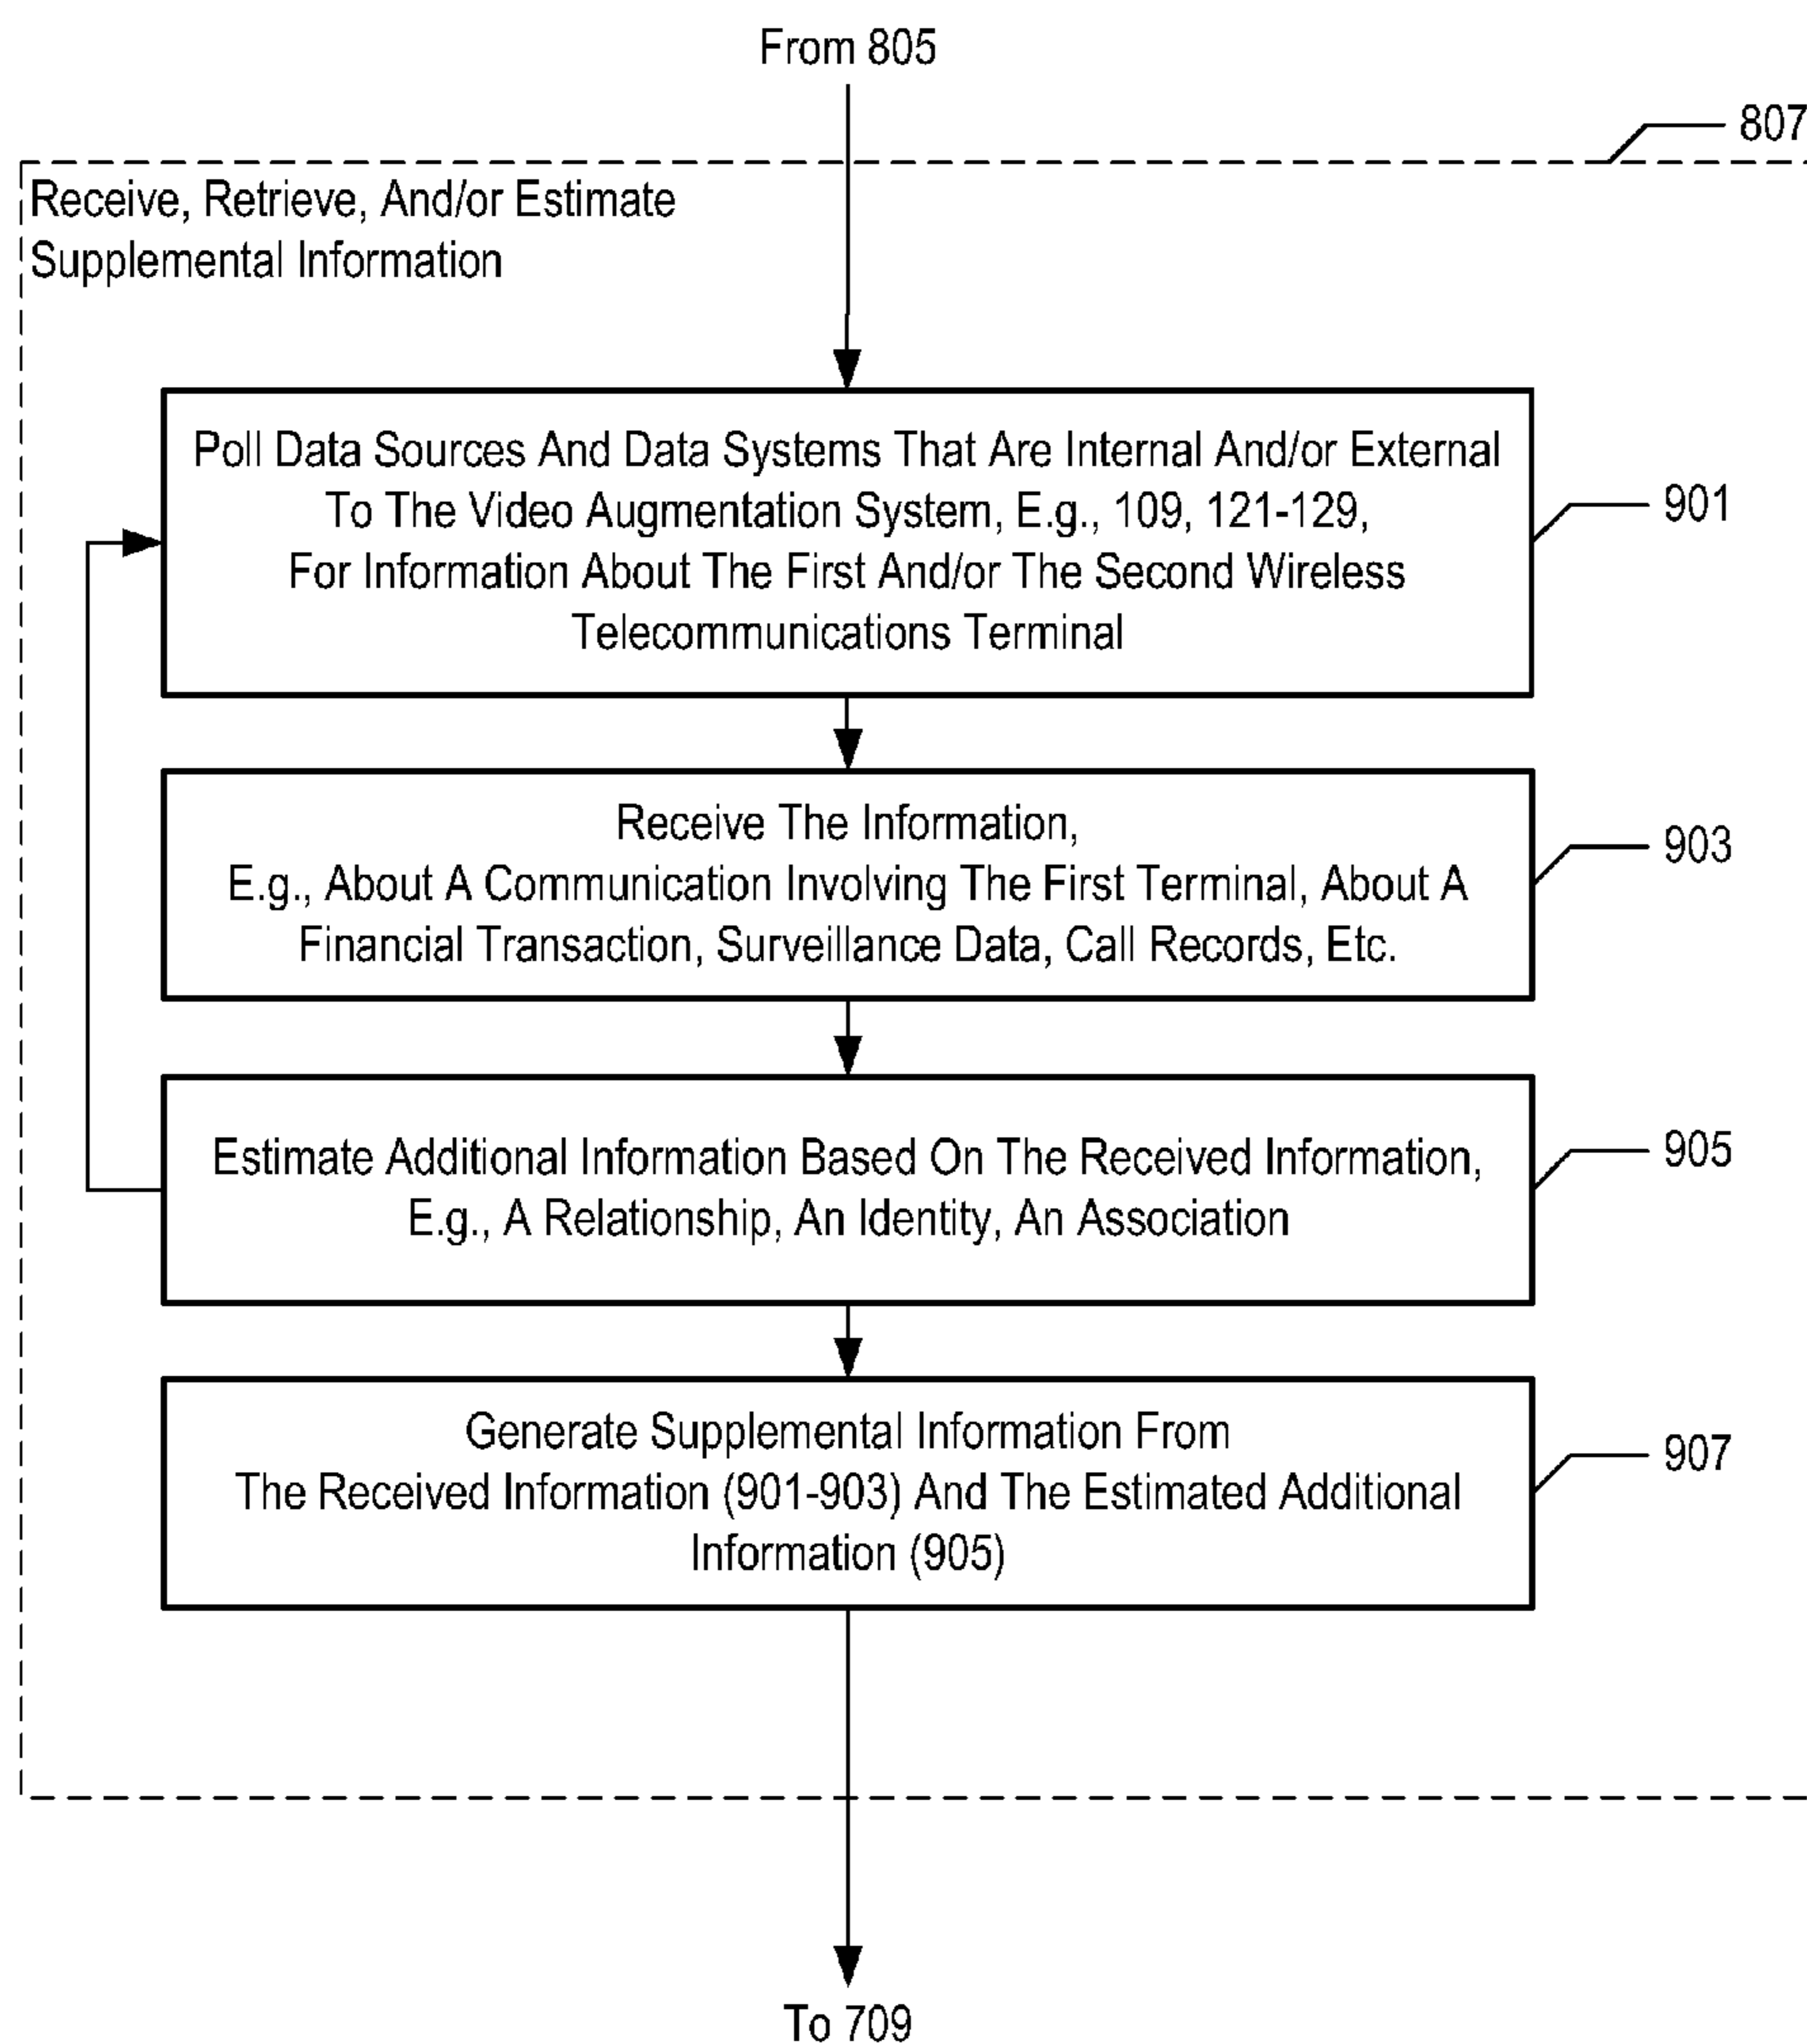 From 805
807
Receive, Retrieve, And/or Estimate
Supplemental Information
Poll Data Sources And Data Systems That Are Internal And/or External
To The Video Augmentation System, E.g., 109, 121-129,
For Information About The First And/or The Second Wireless
Telecommunications Terminal
901
Receive The Information,
E.g., About A Communication Involving The First Terminal, About A
Financial Transaction, Surveillance Data, Call Records, Etc.
903
Estimate Additional Information Based On The Received Information,
E.g., A Relationship, An Identity, An Association
905
Generate Supplemental Information From
The Received Information (901-903) And The Estimated Additional
Information (905)
907
To 709